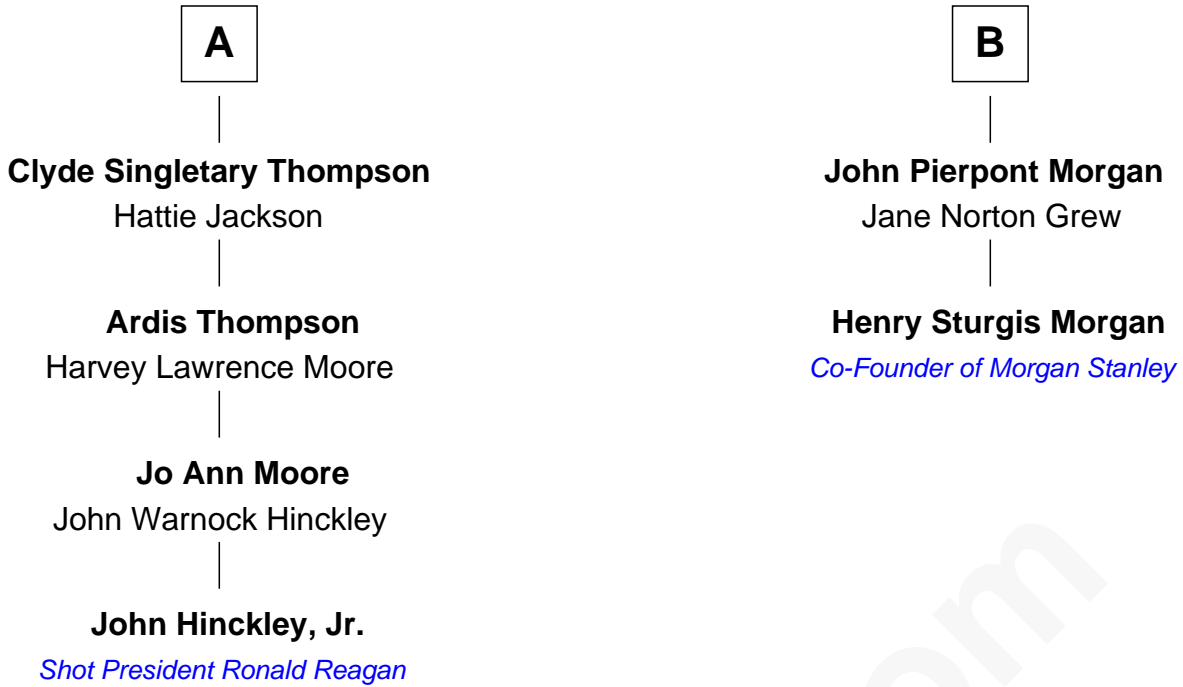 A
Clyde Singletary Thompson
Hattie Jackson
Ardis Thompson
Harvey Lawrence Moore
Jo Ann Moore
John Warnock Hinckley
John Hinckley, Jr.
Shot President Ronald Reagan
B
John Pierpont Morgan
Jane Norton Grew
Henry Sturgis Morgan
Co-Founder of Morgan Stanley
om